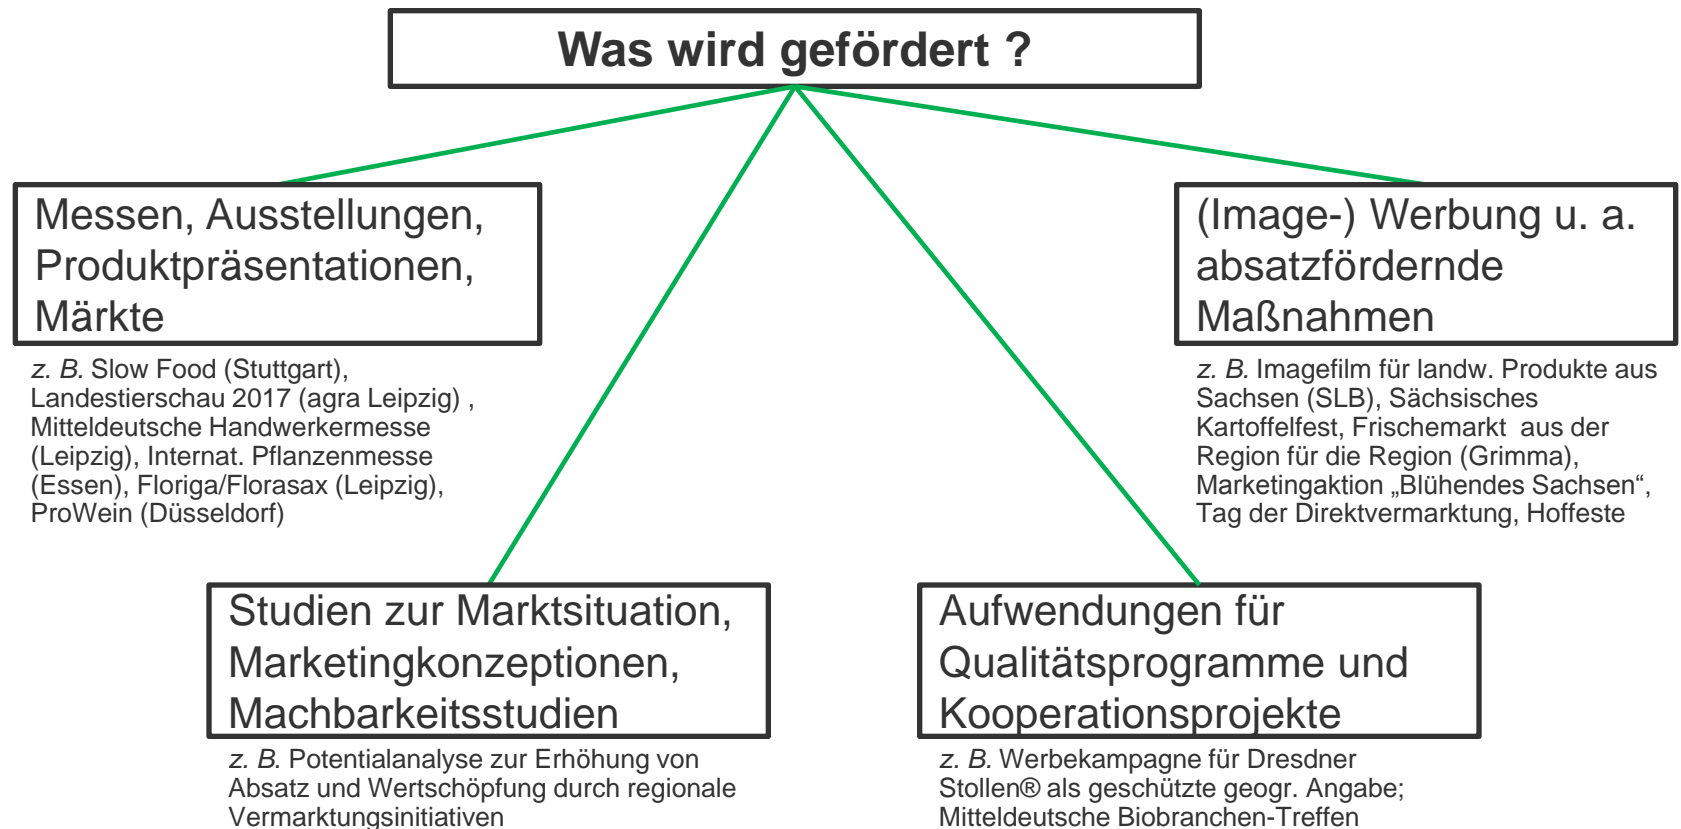 Was wird gefördert ?
Messen, Ausstellungen,
Produktpräsentationen,
Märkte
z. B. Slow Food (Stuttgart),
Landestierschau 2017 (agra Leipzig) ,
Mitteldeutsche Handwerkermesse
(Leipzig), Internat. Pflanzenmesse
(Essen), Floriga/Florasax (Leipzig),
ProWein (Düsseldorf)
(Image-) Werbung u. a.
absatzfördernde
Maßnahmen
z. B. Imagefilm für landw. Produkte aus
Sachsen (SLB), Sächsisches
Kartoffelfest, Frischemarkt aus der
Region für die Region (Grimma),
Marketingaktion „Blühendes Sachsen“,
Tag der Direktvermarktung, Hoffeste
Studien zur Marktsituation,
Marketingkonzeptionen,
Machbarkeitsstudien
z. B. Potentialanalyse zur Erhöhung von
Absatz und Wertschöpfung durch regionale
Vermarktungsinitiativen
Aufwendungen für
Qualitätsprogramme und
Kooperationsprojekte
z. B. Werbekampagne für Dresdner
Stollen® als geschützte geogr. Angabe;
Mitteldeutsche Biobranchen-Treffen